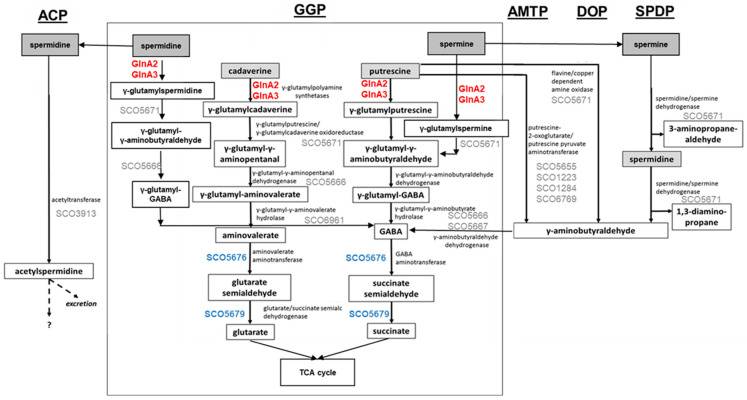 ACP
GGP
AMTP
DOP
SPDP
spermidine
spermidine
spermine
spermine
GlnA2
GlnA3
cadaverine
GlnA2
GlnA3
γ-glutamylpolyamine
synthetases
putrescine
GlnA2
GlnA3
GlnA2
GlnA3
flavine/copper
dependent
amine oxidase
SCO5671
γ-glutamylspermidine
SCO5671
γ-glutamylcadaverine
γ-glutamylputrescine
γ-glutamylspermine
SCO5671
γ-glutamylputrescine/
γ-glutamylcadaverine oxidoreductase
SCO5671
spermidine/spermine
dehydrogenase
SCO5671
3-aminopropane-
aldehyde
γ-glutamyl-
γ-aminobutyraldehyde
γ-glutamyl-γ-
aminopentanal
γ-glutamyl-γ-
aminobutyraldehyde
putrescine-
2-oxoglutarate/
putrescine pyruvate
aminotransferase
SCO5655
SCO1223
SCO1284
SCO6769
spermidine
SCO5666
γ-glutamyl-γ-aminopentanal
dehydrogenase
SCO5666
γ-glutamyl-γ-aminobutyraldehyde
dehydrogenase
spermidine/spermine
dehydrogenase
SCO5671
1,3-diamino-
propane
γ-glutamyl-
GABA
γ-glutamyl-aminovalerate
γ-glutamyl-GABA
acetyltransferase
SCO3913
γ-glutamyl-γ-aminovalerate
hydrolase
SCO6961
γ-glutamyl-γ-aminobutyrate
hydrolase
SCO5666
SCO5667
aminovalerate
GABA
γ-aminobutyraldehyde
dehydrogenase
γ-aminobutyraldehyde
SCO5676
aminovalerate
aminotransferase
SCO5676
GABA
aminotransferase
acetylspermidine
excretion
?
glutarate
semialdehyde
succinate
semialdehyde
SCO5679
glutarate/succinate semialc
dehydrogenase
SCO5679
glutarate
succinate
TCA cycle